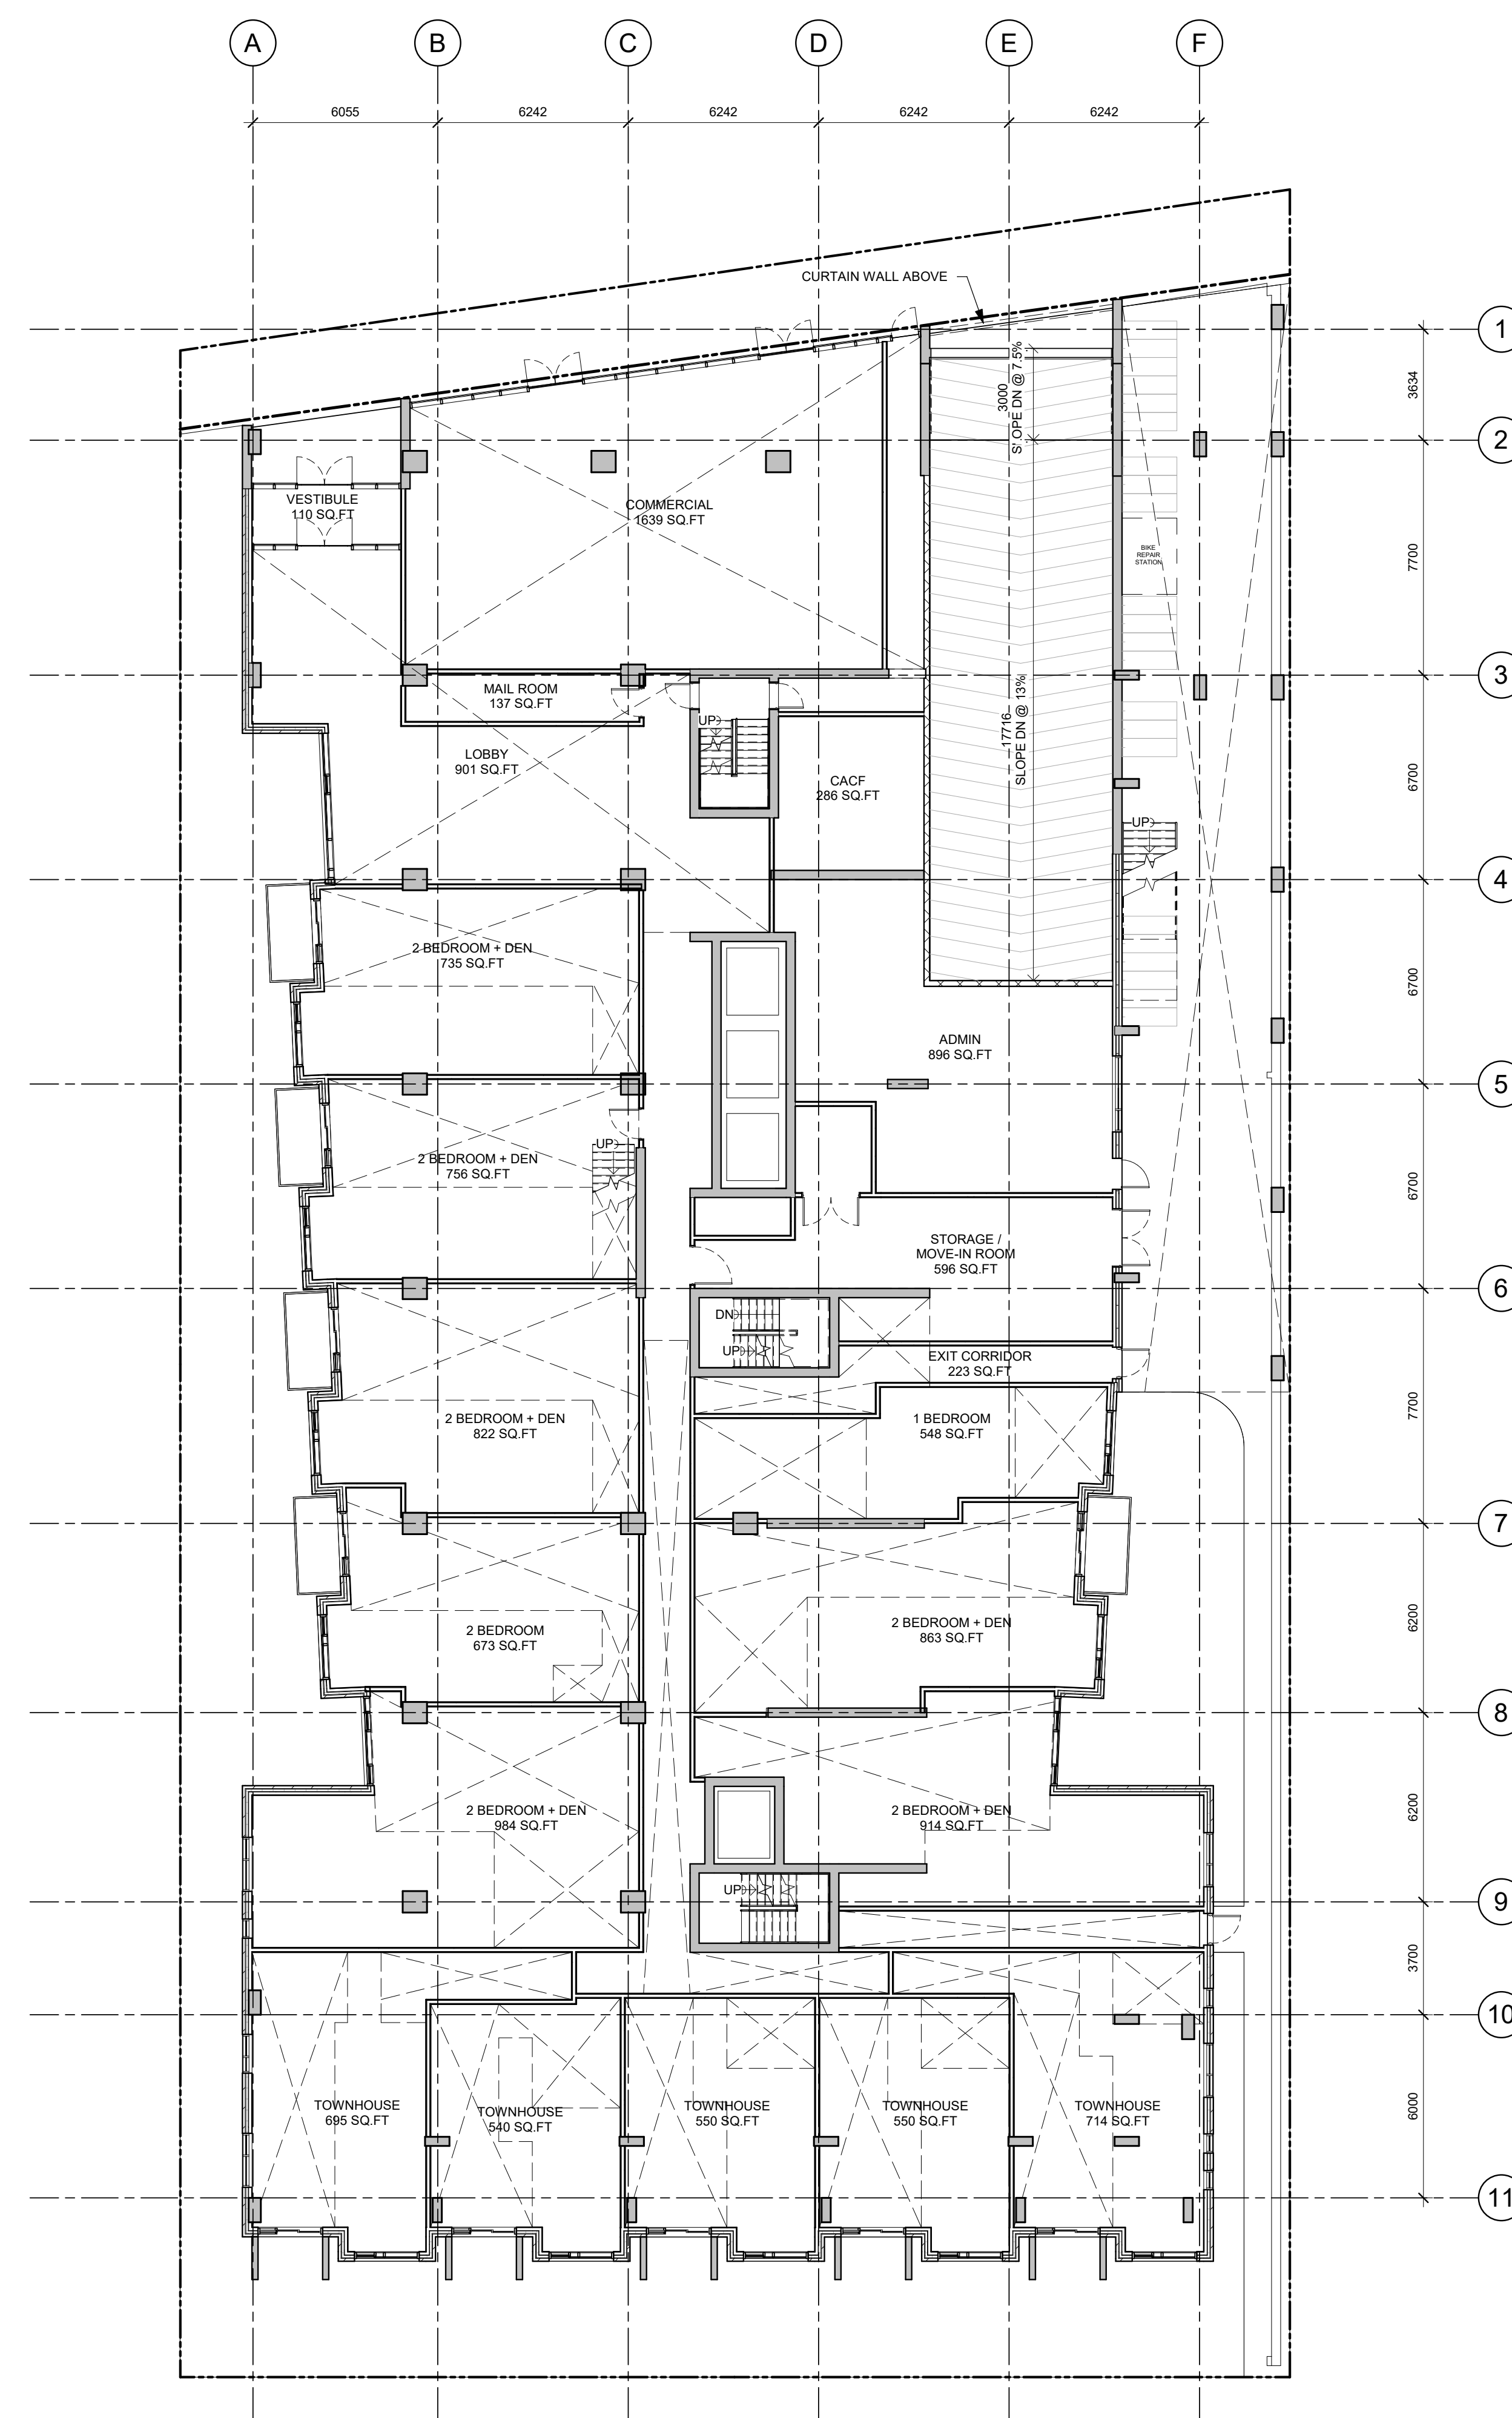 A
B
C
D
E
F
6055
6242
6242
6242
6242
CURTAIN WALL ABOVE
1
3634
3000
SLOPE DN @ 7.5%
2
VESTIBULE
110 SQ.FT
COMMERCIAL
1639 SQ.FT
BIKE
REPAIR
STATION
7700
3
MAIL ROOM
137 SQ.FT
UP
17716
SLOPE DN @ 13%
LOBBY
901 SQ.FT
CACF
286 SQ.FT
6700
UP
4
2 BEDROOM + DEN
735 SQ.FT
6700
ADMIN
896 SQ.FT
5
UP
2 BEDROOM + DEN
756 SQ.FT
6700
STORAGE /
MOVE-IN ROOM
596 SQ.FT
6
DN
UP
EXIT CORRIDOR
223 SQ.FT
7700
2 BEDROOM + DEN
822 SQ.FT
1 BEDROOM
548 SQ.FT
7
2 BEDROOM
673 SQ.FT
2 BEDROOM + DEN
863 SQ.FT
6200
8
2 BEDROOM + DEN
984 SQ.FT
2 BEDROOM + DEN
914 SQ.FT
6200
UP
9
3700
10
TOWNHOUSE
695 SQ.FT
TOWNHOUSE
540 SQ.FT
TOWNHOUSE
550 SQ.FT
TOWNHOUSE
550 SQ.FT
TOWNHOUSE
714 SQ.FT
6000
11